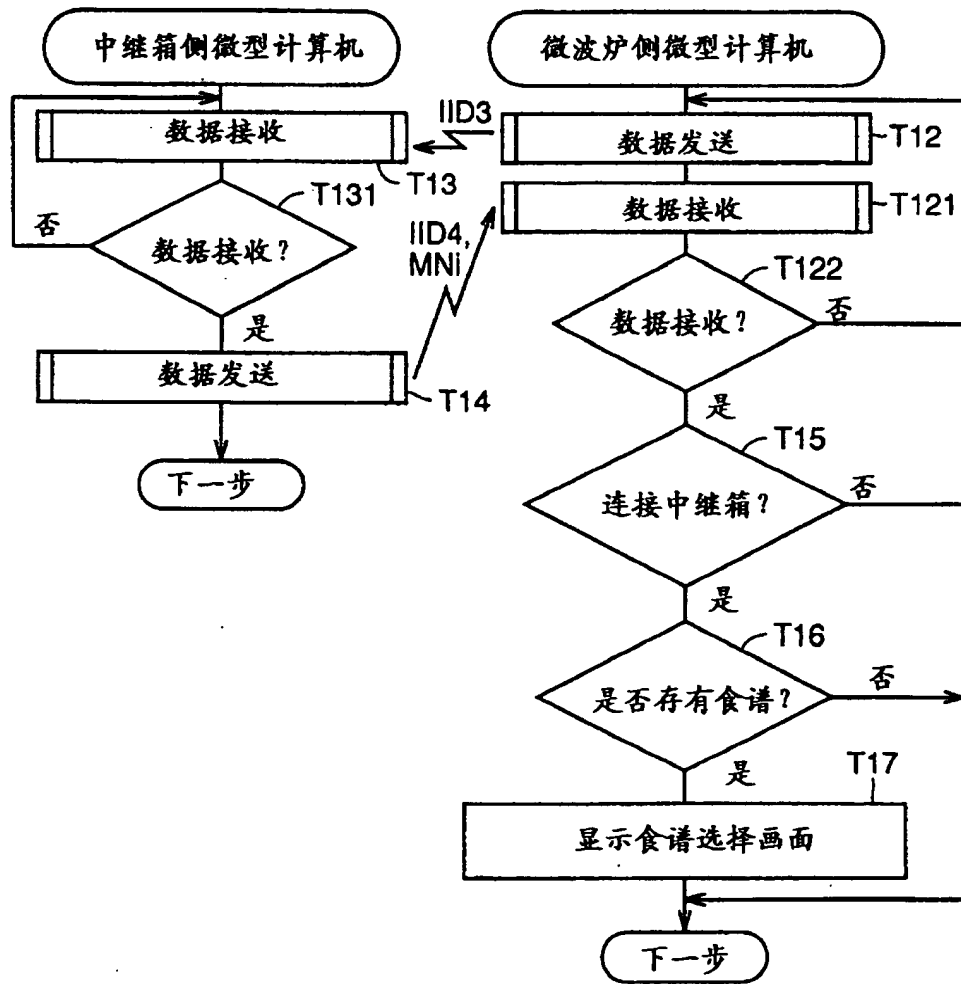 中继箱侧微型计算机
数据接收
T13
T131
数据接收?
否
是
数据发送
T14
下一步
IID3
IID4,
MNi
微波炉侧微型计算机
数据发送
T12
数据接收
T121
T122
数据接收?
否
是
T15
连接中继箱?
否
是
T16
是否存有食谱?
否
是
T17
显示食谱选择画面
下一步